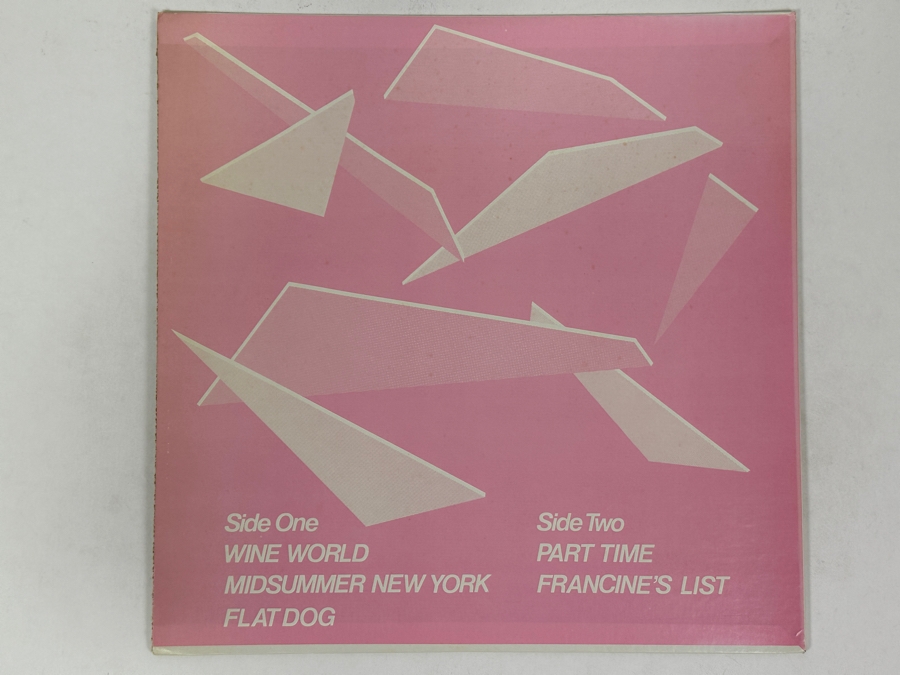 Side One
WINE WORLD
MIDSUMMER NEW YORK
FLAT DOG
Side Two
PART TIME
FRANCINE'S LIST